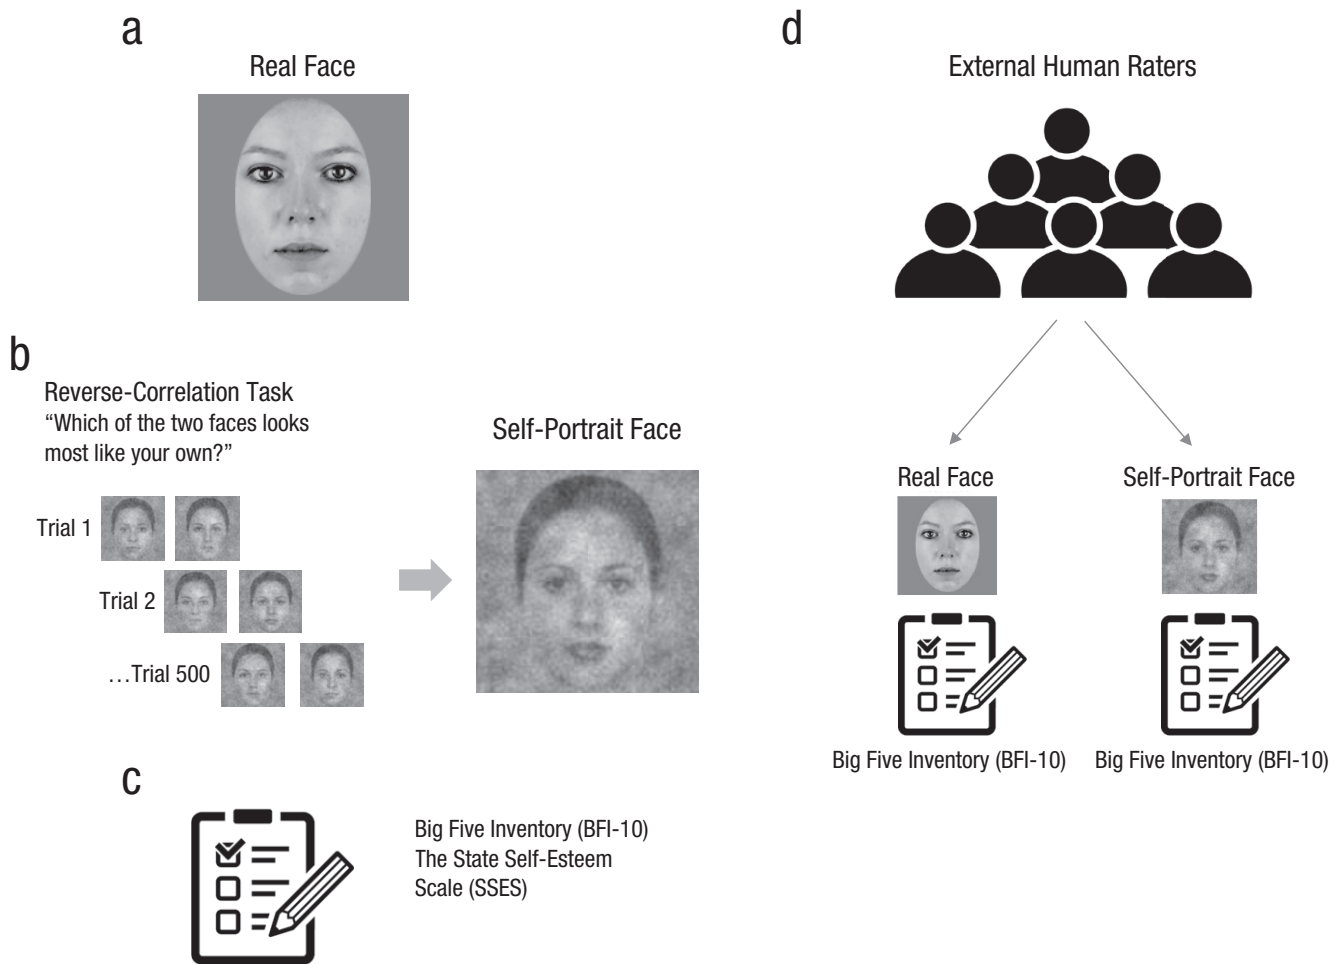 a
Real Face
b
Reverse-Correlation Task
“Which of the two faces looks
most like your own?”
Trial 1
Trial 2
…Trial 500
Self-Portrait Face
c
Big Five Inventory (BFI-10)
The State Self-Esteem
Scale (SSES)
d
External Human Raters
Real Face
Self-Portrait Face
Big Five Inventory (BFI-10)
Big Five Inventory (BFI-10)